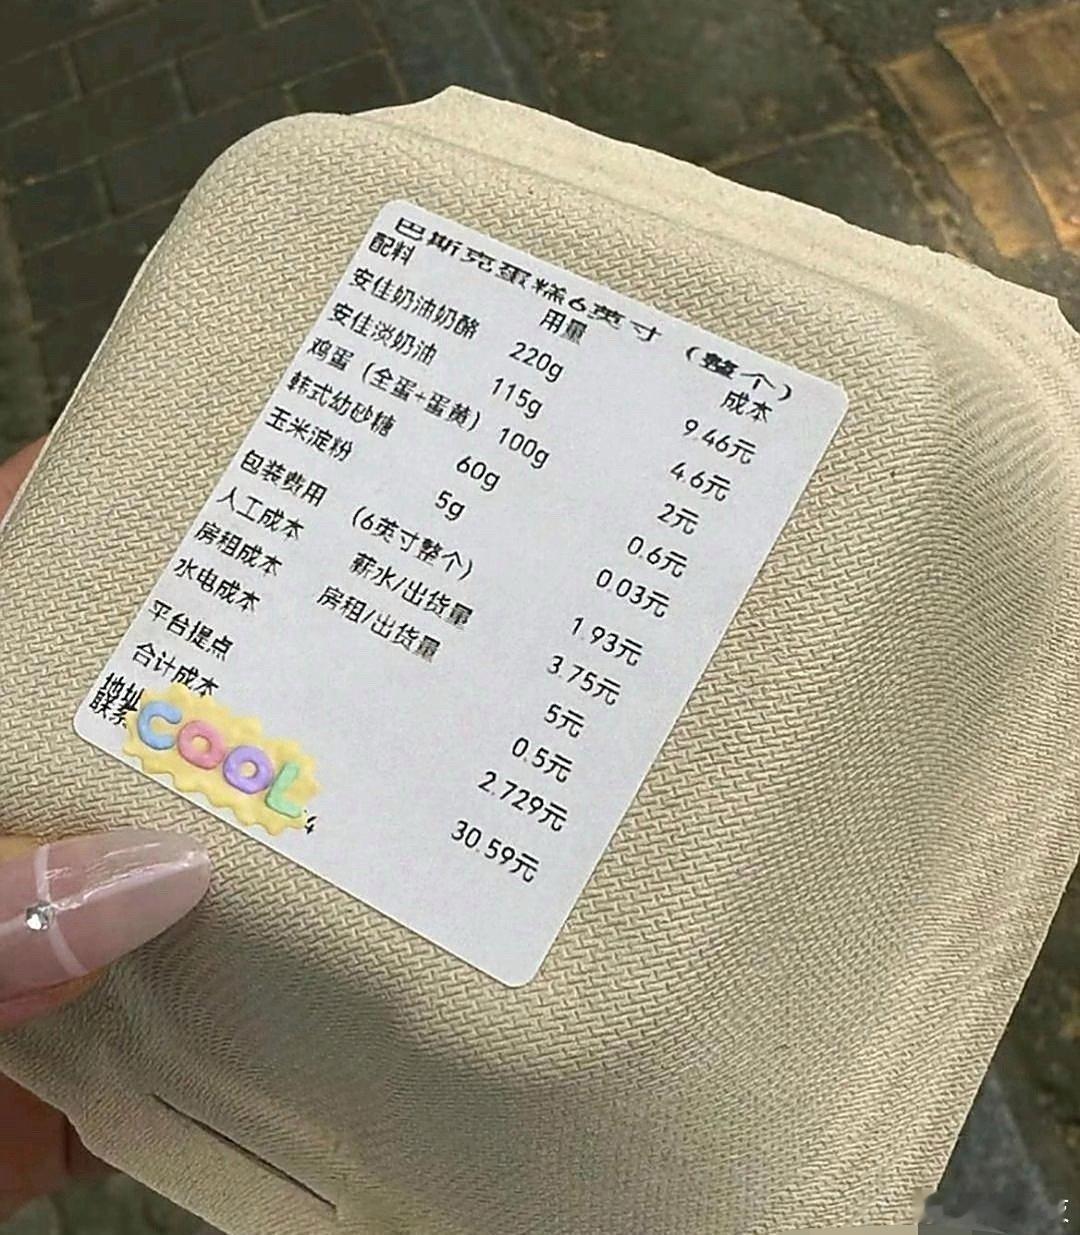 巴斯克蛋糕6英寸（整个）
配料 用量 成本
安佳奶油奶酪 220g 9.46元
安佳淡奶油 115g 4.6元
鸡蛋（全蛋+蛋黄） 100g 2元
韩式幼砂糖 60g 0.6元
玉米淀粉 5g 0.03元
包装费用 （6英寸整个） 1.93元
人工成本 薪水/出货量 3.75元
房租成本 房租/出货量 5元
水电成本 0.5元
平台提点 2.729元
合计成本 30.59元
地址
联系
COOL
4